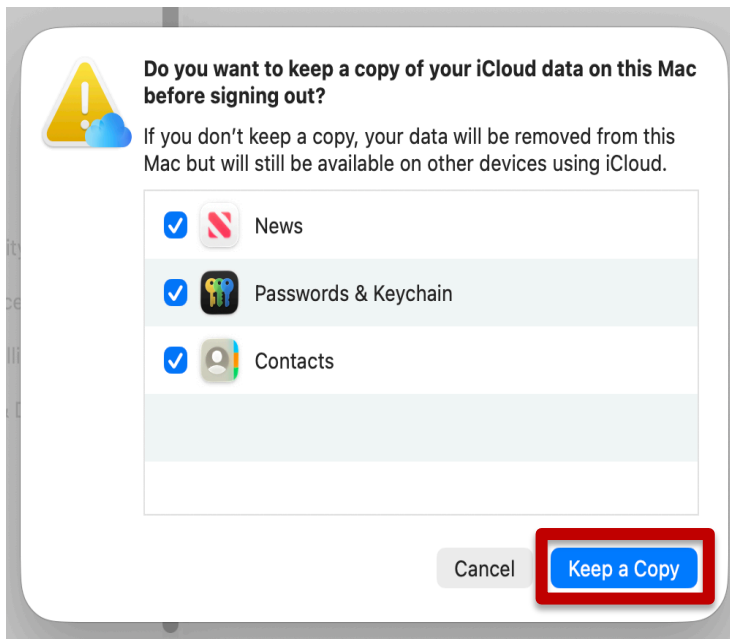 Do you want to keep a copy of your iCloud data on this Mac
before signing out?
If you don’t keep a copy, your data will be removed from this
Mac but will still be available on other devices using iCloud.
News
Passwords & Keychain
Contacts
Cancel
Keep a Copy